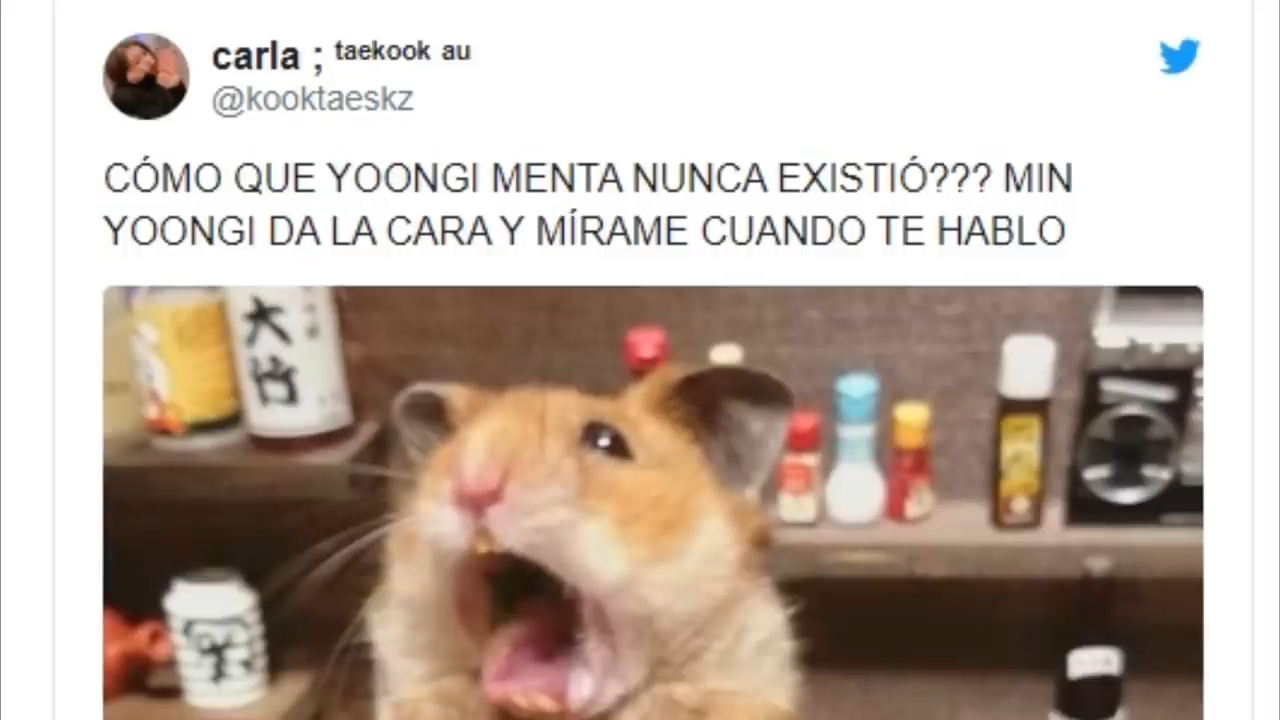 carla ; taekook au
@kooktaeskz
CÓMO QUE YOONGI MENTA NUNCA EXISTIÓ??? MIN
YOONGI DA LA CARA Y MÍRAME CUANDO TE HABLO
大
竹